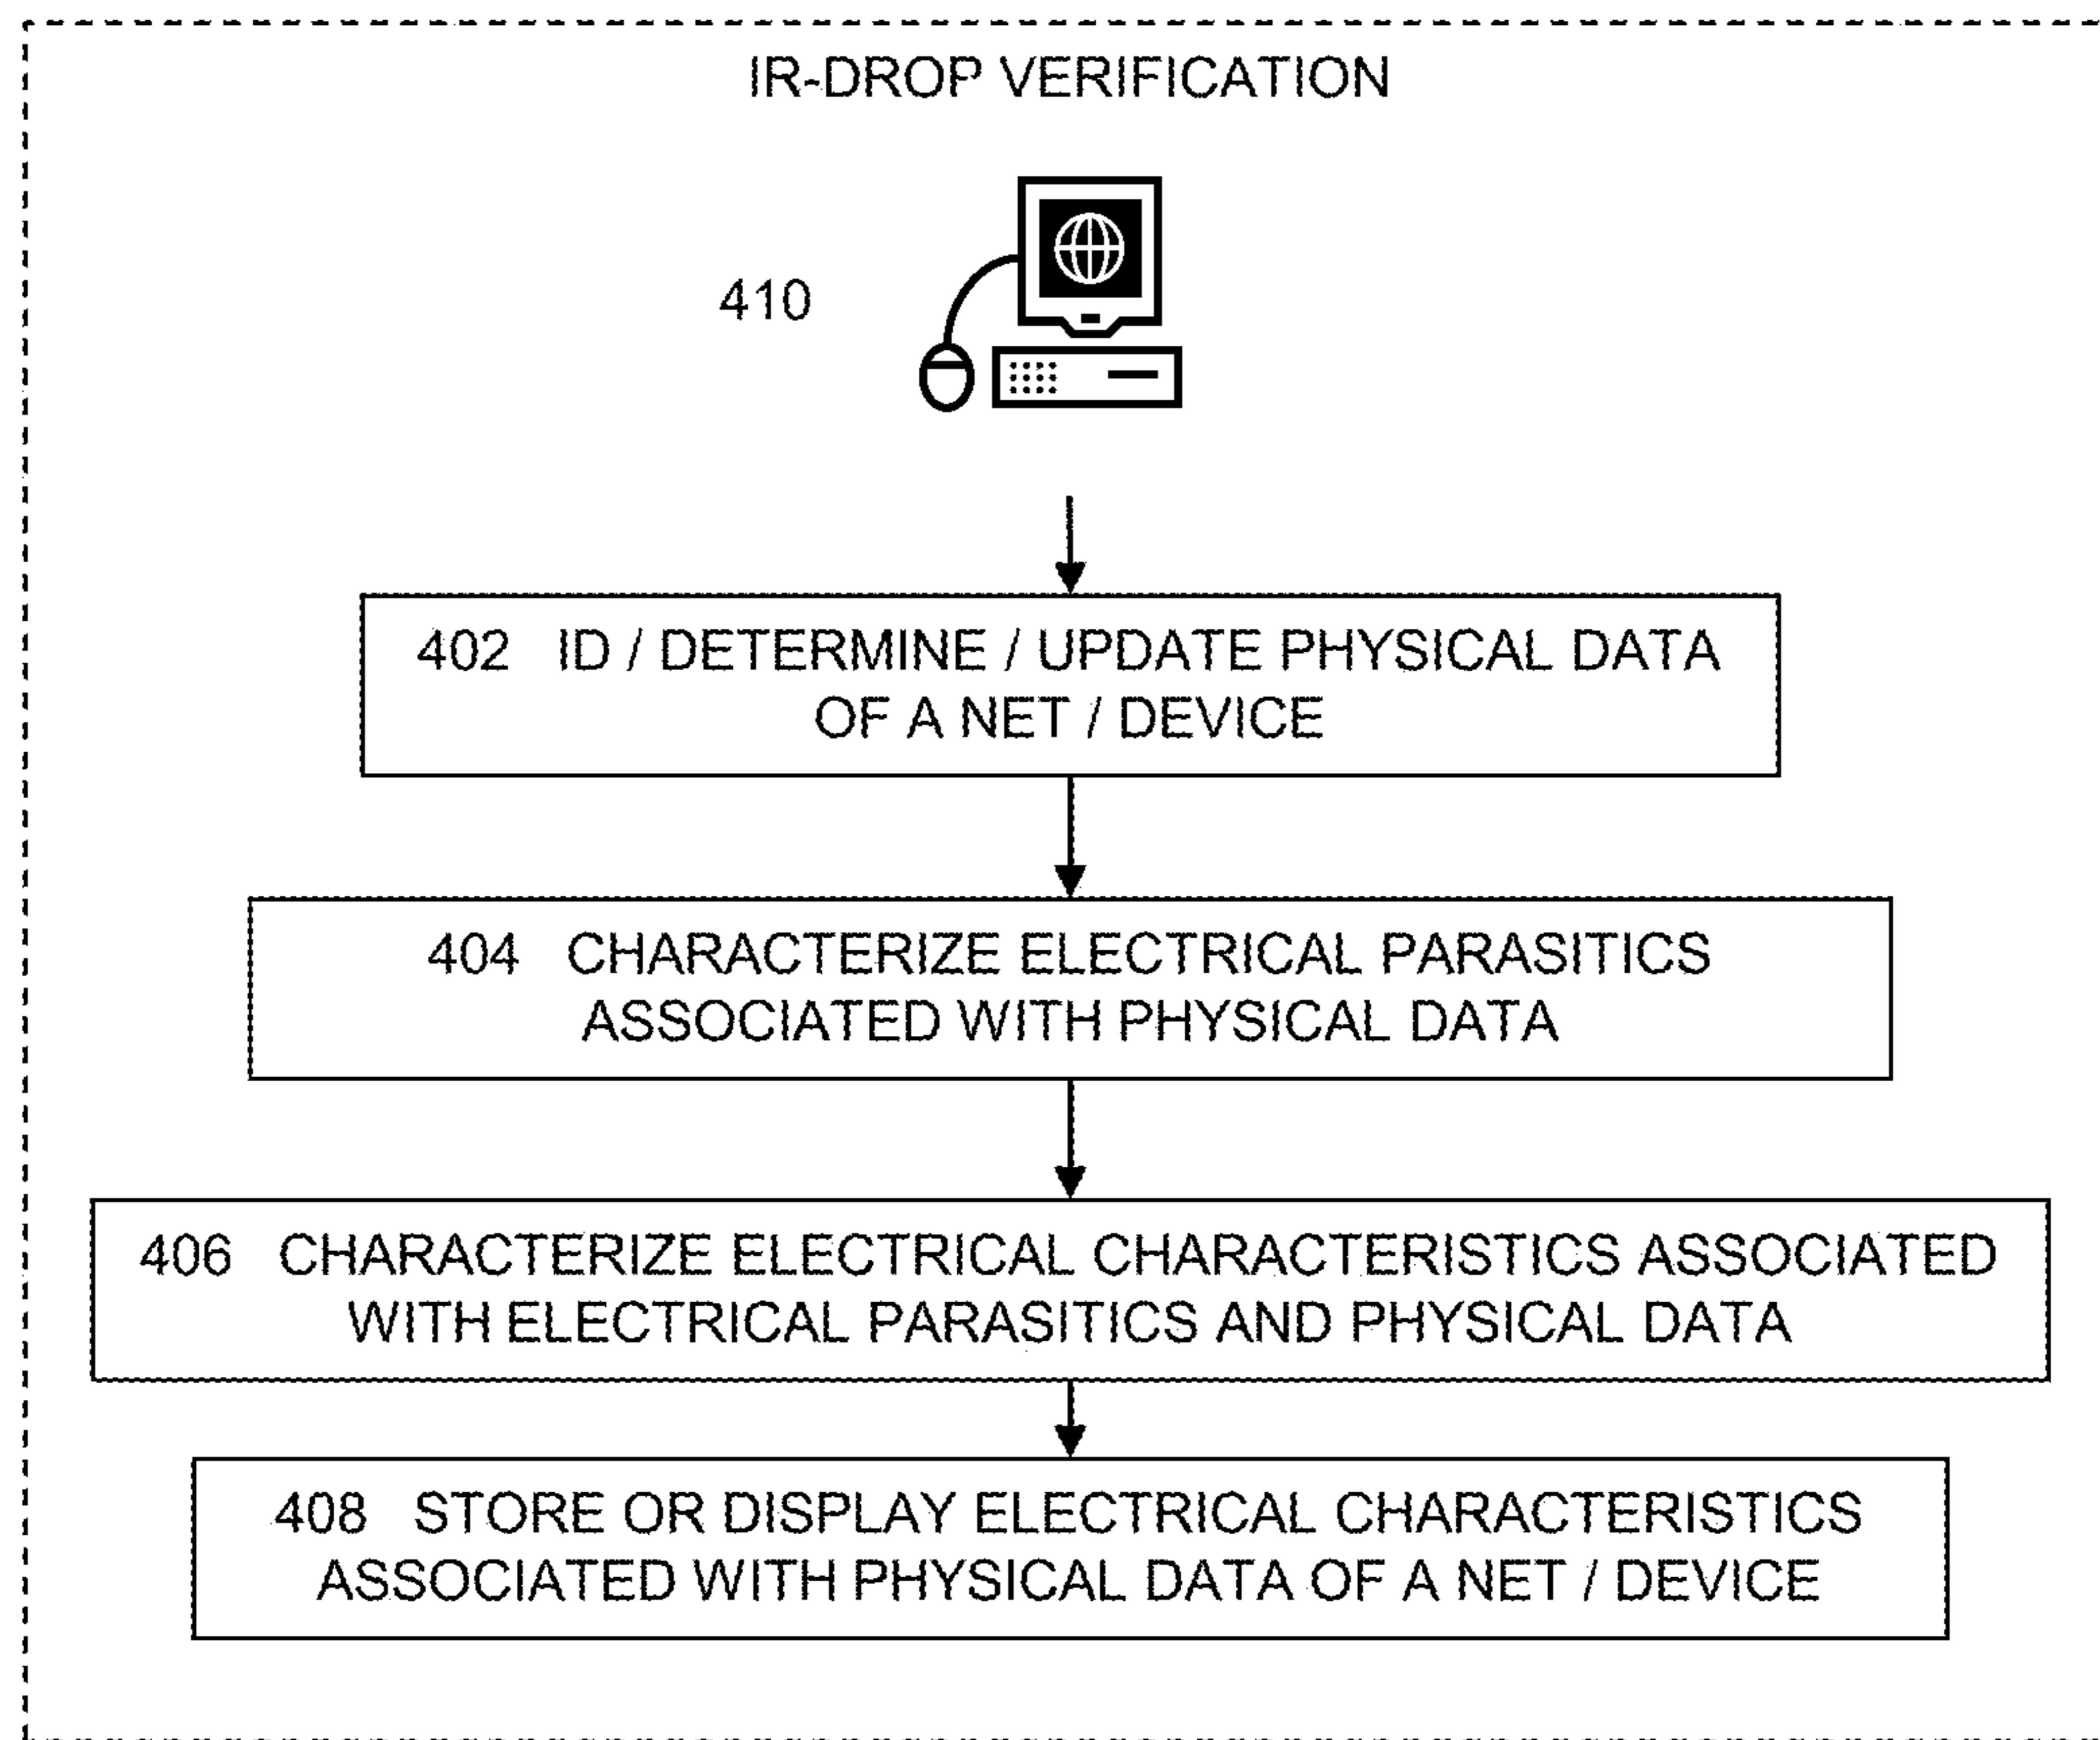 IR-DROP VERIFICATION
410
402 ID / DETERMINE / UPDATE PHYSICAL DATA
OF A NET / DEVICE
404 CHARACTERIZE ELECTRICAL PARASITICS
ASSOCIATED WITH PHYSICAL DATA
406 CHARACTERIZE ELECTRICAL CHARACTERISTICS ASSOCIATED
WITH ELECTRICAL PARASITICS AND PHYSICAL DATA
408 STORE OR DISPLAY ELECTRICAL CHARACTERISTICS
ASSOCIATED WITH PHYSICAL DATA OF A NET / DEVICE